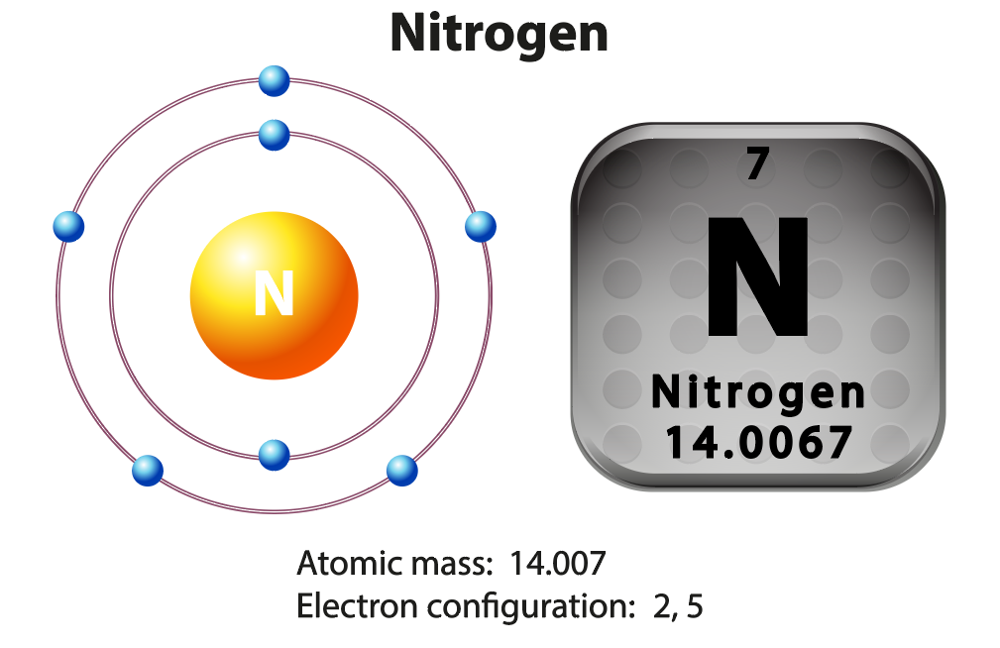 Nitrogen
N
7
N
Nitrogen
14.0067
Atomic mass: 14.007
Electron configuration: 2, 5